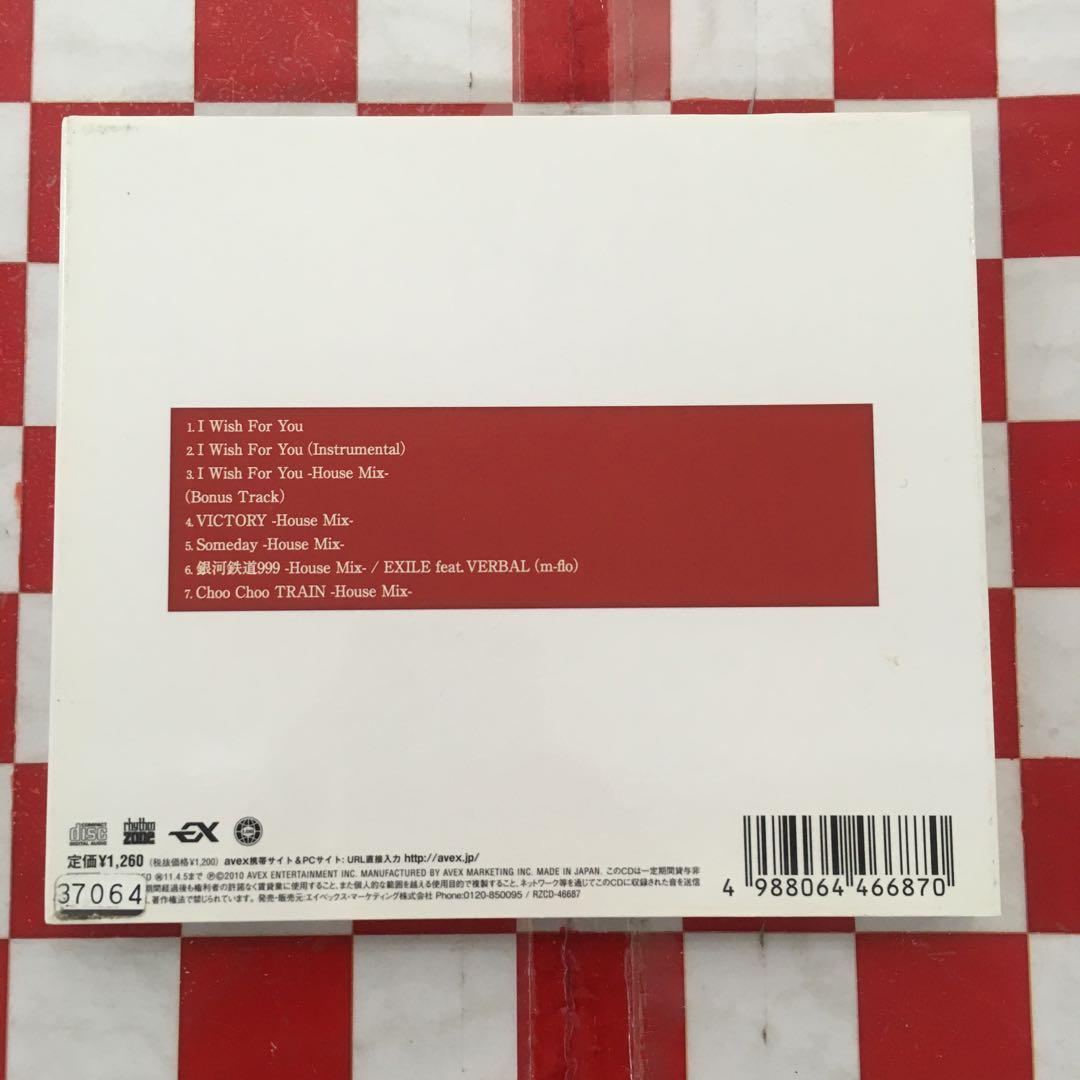 1. I Wish For You
2. I Wish For You (Instrumental)
3. I Wish For You -House Mix-
(Bonus Track)
4. VICTORY -House Mix-
5. Someday -House Mix-
6. 銀河鉄道999 -House Mix- / EXILE feat. VERBAL (m-flo)
7. Choo Choo TRAIN -House Mix-
COMPACT disc DIGITAL AUDIO rhythm zone EX
定価¥1,260 (税抜価格¥1,200) avex携帯サイト&PCサイト: URL直接入力 http://avex.jp/
11.4.5まで ℗©2010 AVEX ENTERTAINMENT INC. MANUFACTURED BY AVEX MARKETING INC. MADE IN JAPAN. このCDは一定期間貸与非
期間経過後も権利者の許諾なく賃貸業に使用すること、また個人的な範囲を越える使用目的で複製すること、ネットワーク等を通じてこのCDに収録された音を送信
、著作権法で禁じられています。 発売・販売元:エイベックス・マーケティング株式会社 Phone:0120-850095 / RZCD-46687
37064
4 988064 466870